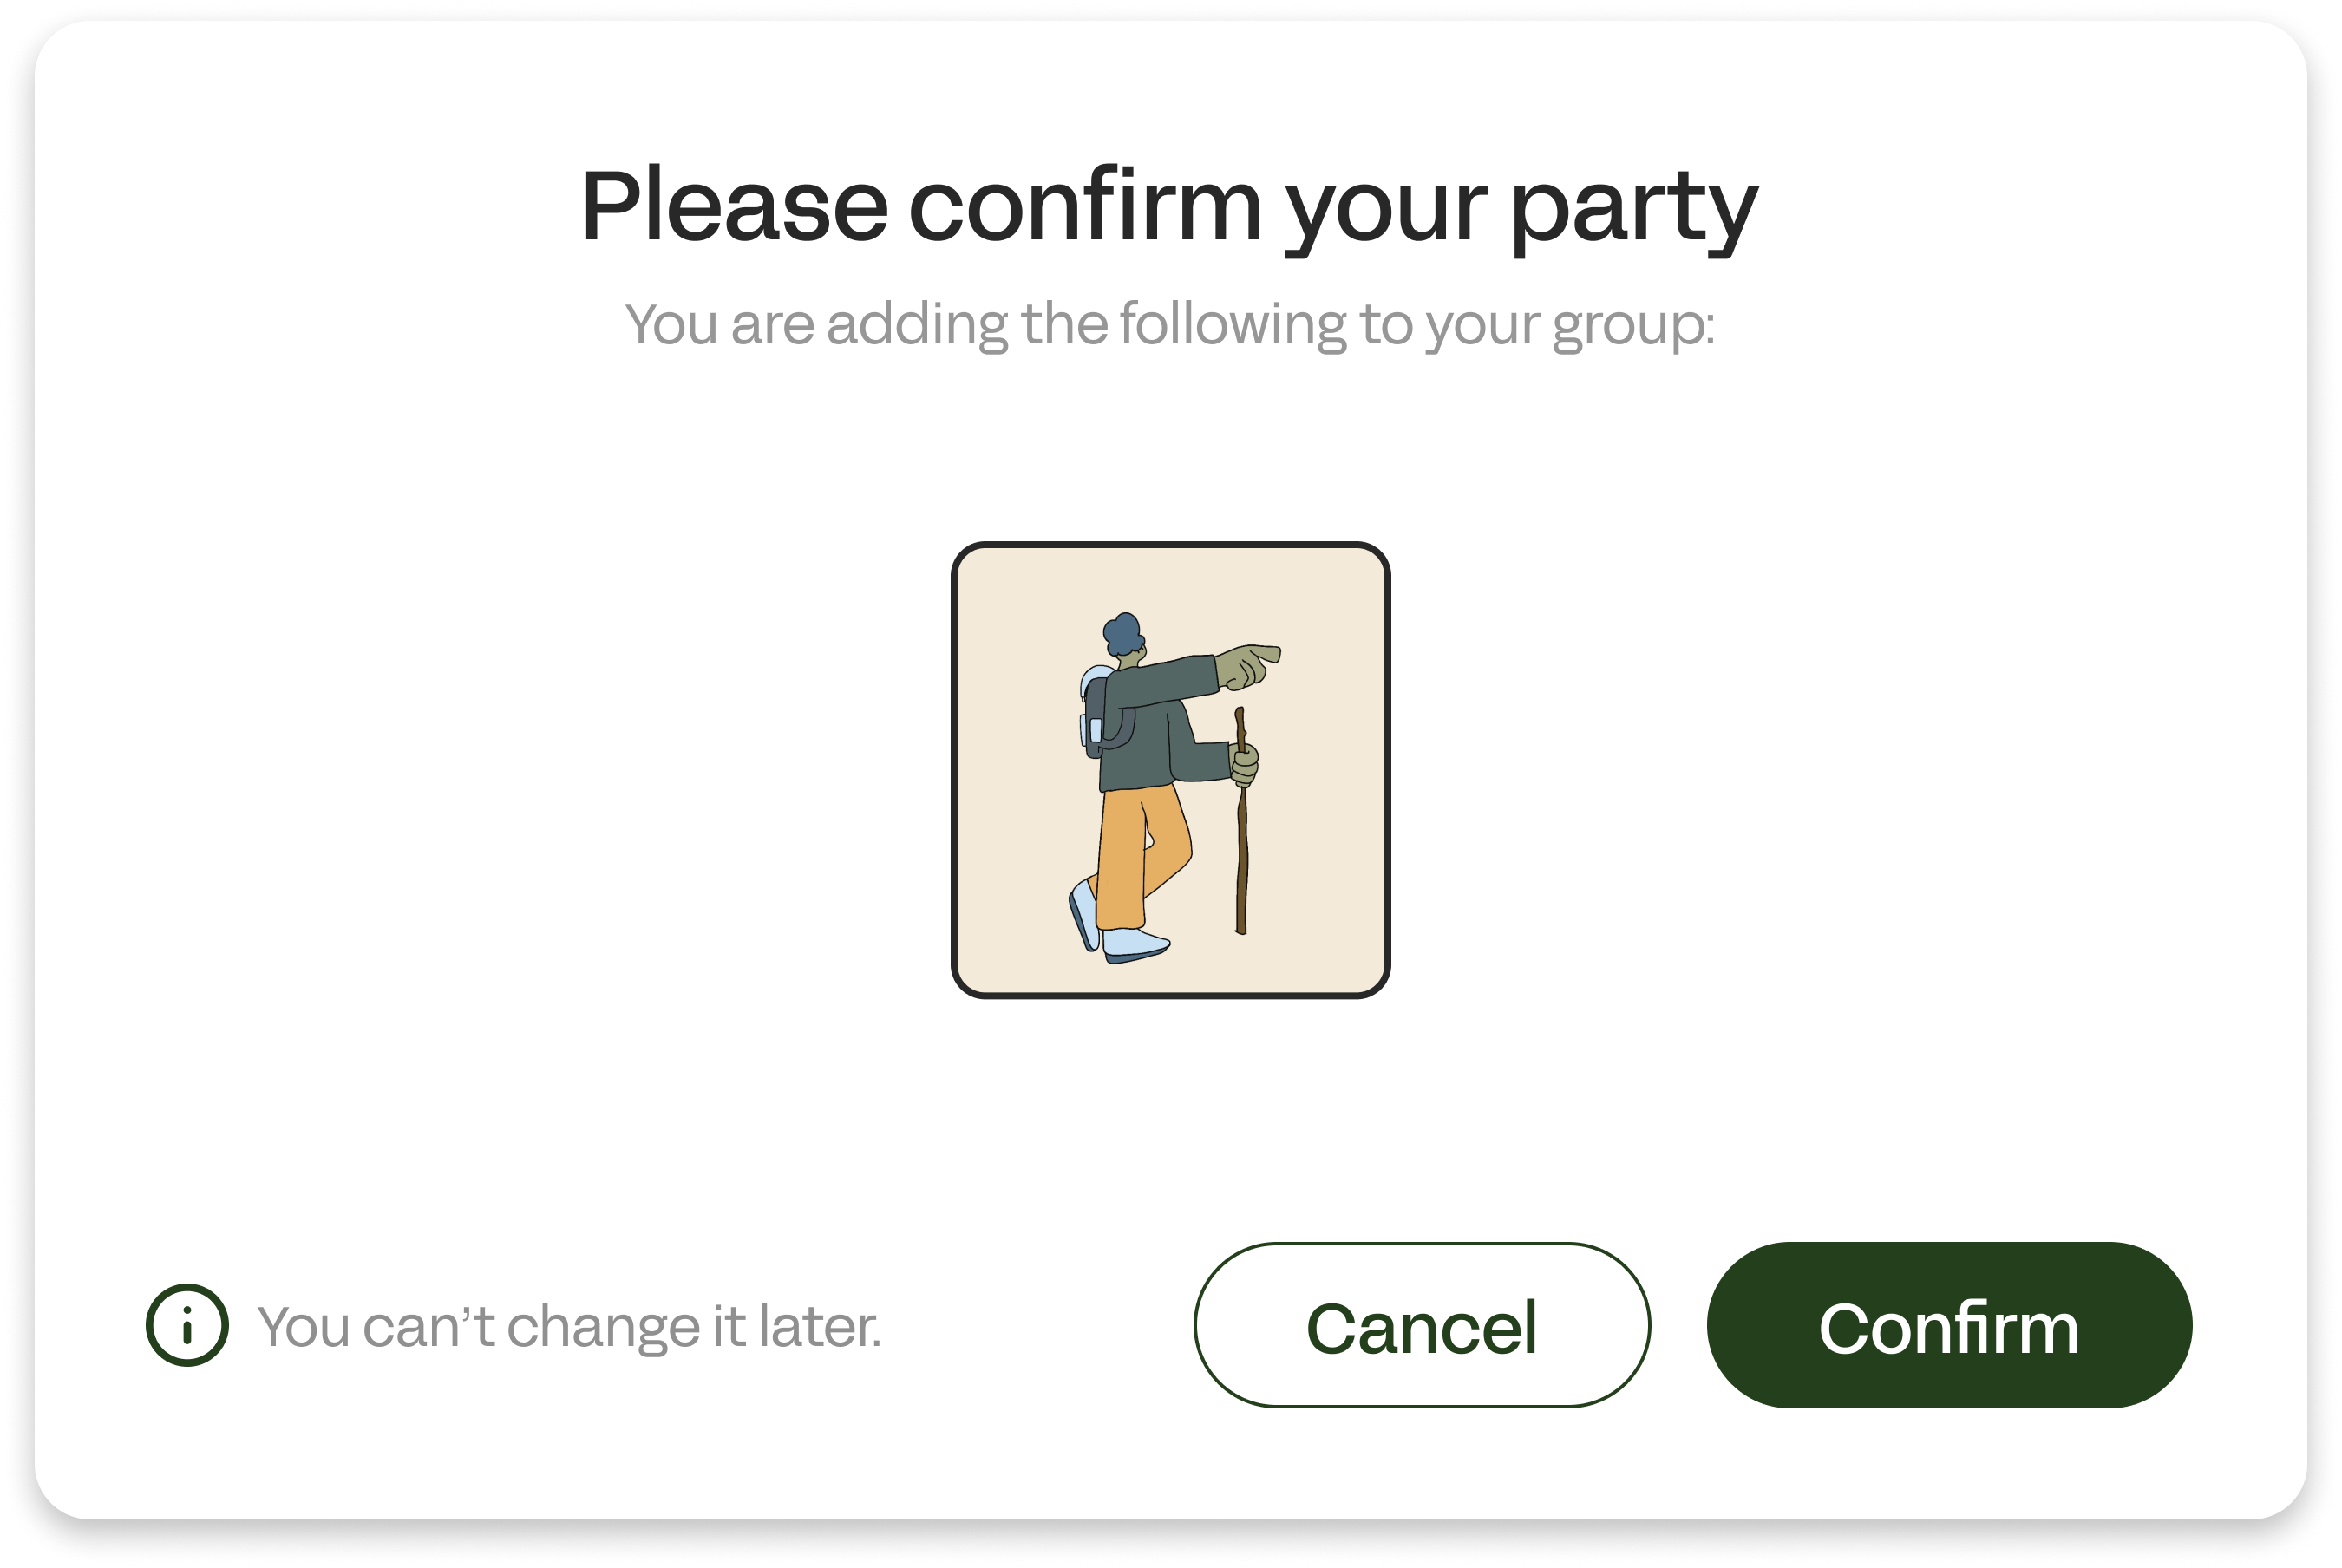 Please confirm your party
You are adding the following to your group:
You can’t change it later.
Cancel
Confirm